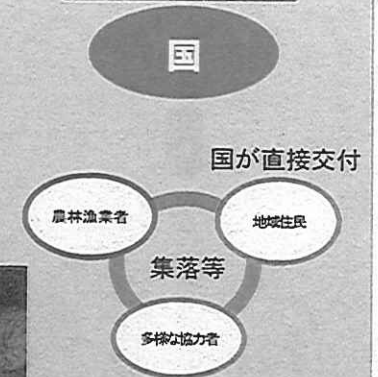 国
国が直接交付
農林漁業者
地域住民
集落等
多様な協力者